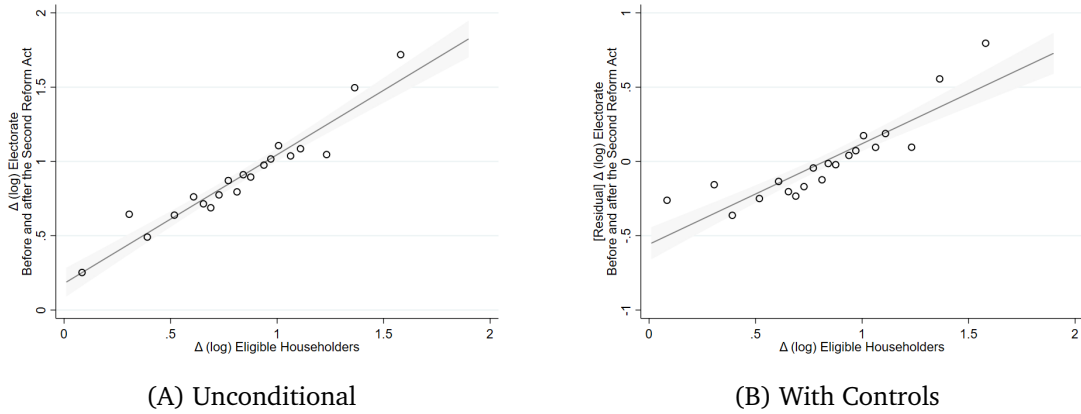 Δ (log) Electorate
Before and after the Second Reform Act
2
1.5
1
.5
0
0
.5
1
1.5
2
Δ (log) Eligible Householders
(A) Unconditional
[Residual] Δ (log) Electorate
Before and after the Second Reform Act
1
.5
0
-.5
-1
0
.5
1
1.5
2
Δ (log) Eligible Householders
(B) With Controls